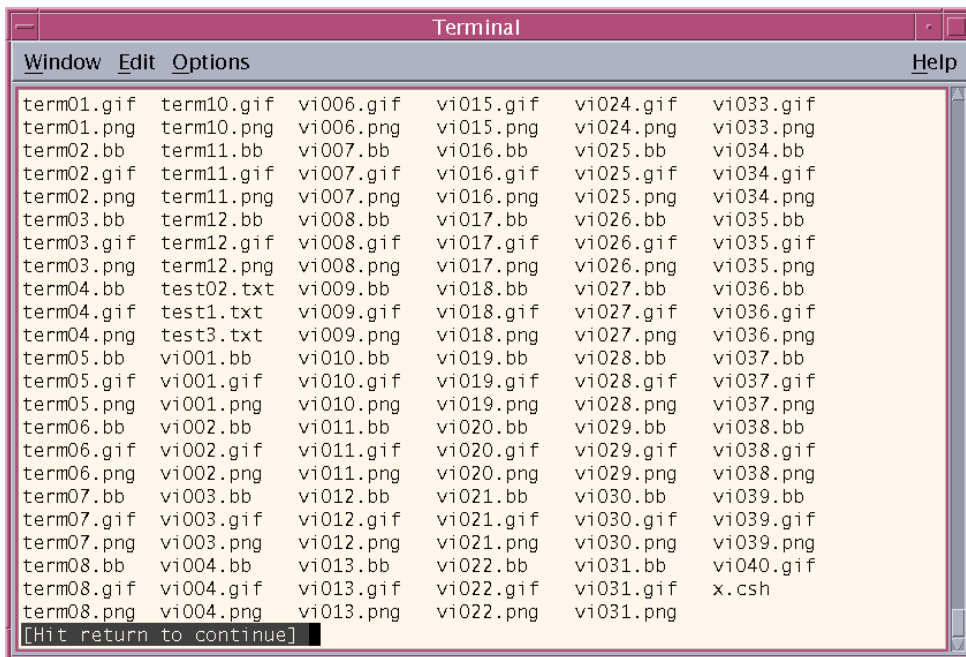 Terminal
Window Edit Options Help
term01.gif term10.gif vi006.gif vi015.gif vi024.gif vi033.gif
term01.png term10.png vi006.png vi015.png vi024.png vi033.png
term02.bb term11.bb vi007.bb vi016.bb vi025.bb vi034.bb
term02.gif term11.gif vi007.gif vi016.gif vi025.gif vi034.gif
term02.png term11.png vi007.png vi016.png vi025.png vi034.png
term03.bb term12.bb vi008.bb vi017.bb vi026.bb vi035.bb
term03.gif term12.gif vi008.gif vi017.gif vi026.gif vi035.gif
term03.png term12.png vi008.png vi017.png vi026.png vi035.png
term04.bb test02.txt vi009.bb vi018.bb vi027.bb vi036.bb
term04.gif test1.txt vi009.gif vi018.gif vi027.gif vi036.gif
term04.png test3.txt vi009.png vi018.png vi027.png vi036.png
term05.bb vi001.bb vi010.bb vi019.bb vi028.bb vi037.bb
term05.gif vi001.gif vi010.gif vi019.gif vi028.gif vi037.gif
term05.png vi001.png vi010.png vi019.png vi028.png vi037.png
term06.bb vi002.bb vi011.bb vi020.bb vi029.bb vi038.bb
term06.gif vi002.gif vi011.gif vi020.gif vi029.gif vi038.gif
term06.png vi002.png vi011.png vi020.png vi029.png vi038.png
term07.bb vi003.bb vi012.bb vi021.bb vi030.bb vi039.bb
term07.gif vi003.gif vi012.gif vi021.gif vi030.gif vi039.gif
term07.png vi003.png vi012.png vi021.png vi030.png vi039.png
term08.bb vi004.bb vi013.bb vi022.bb vi031.bb vi040.gif
term08.gif vi004.gif vi013.gif vi022.gif vi031.gif x.csh
term08.png vi004.png vi013.png vi022.png vi031.png
[Hit return to continue]